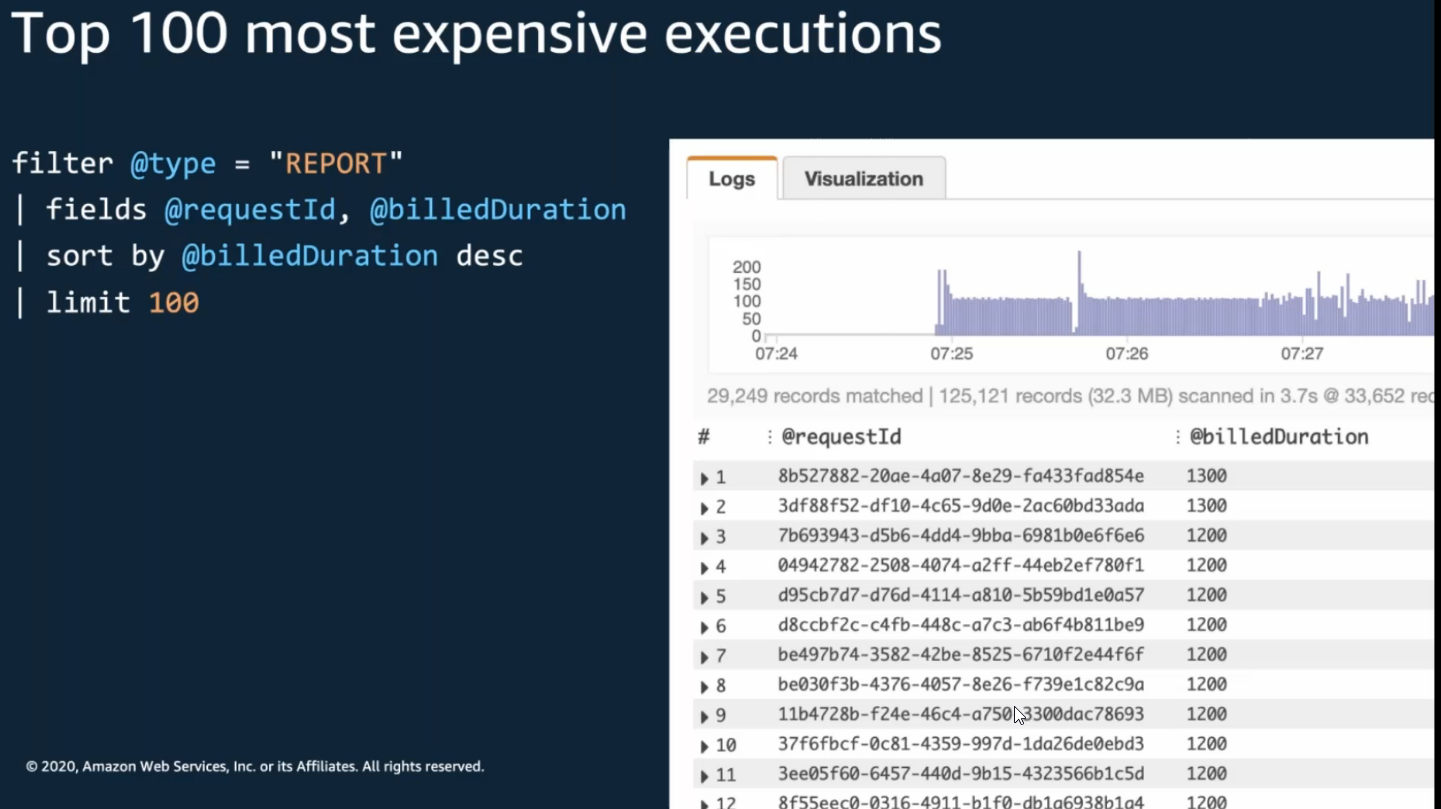 Top 100 most expensive executions
filter @type = "REPORT"
| fields @requestId, @billedDuration
| sort by @billedDuration desc
| limit 100
Logs
Visualization
200
150
100
50
0
07:24
07:25
07:26
07:27
29,249 records matched | 125,121 records (32.3 MB) scanned in 3.7s @ 33,652
# @requestId @billedDuration
1 8b527882-20ae-4a07-8e29-fa433fad854e 1300
2 3df88f52-df10-4c65-9d0e-2ac60bd33ada 1300
3 7b693943-d5b6-4dd4-9bba-6981b0e6f6e6 1200
4 04942782-2508-4074-a2ff-44eb2ef780f1 1200
5 d95cb7d7-d76d-4114-a810-5b59bd1e0a57 1200
6 d8ccbf2c-c4fb-448c-a7c3-ab6f4b811be9 1200
7 be497b74-3582-42be-8525-6710f2e44f6f 1200
8 be030f3b-4376-4057-8e26-f739e1c82c9a 1200
9 1200
10 37f6fbcf-0c81-4359-997d-1da26de0ebd3 1200
11 3ee05f60-6457-440d-9b15-4323566b1c5d 1200
12 8f55eec0-0316-4911-b1f0-db1a6938b1a4 1200
© 2020, Amazon Web Services, Inc. or its Affiliates. All rights reserved.